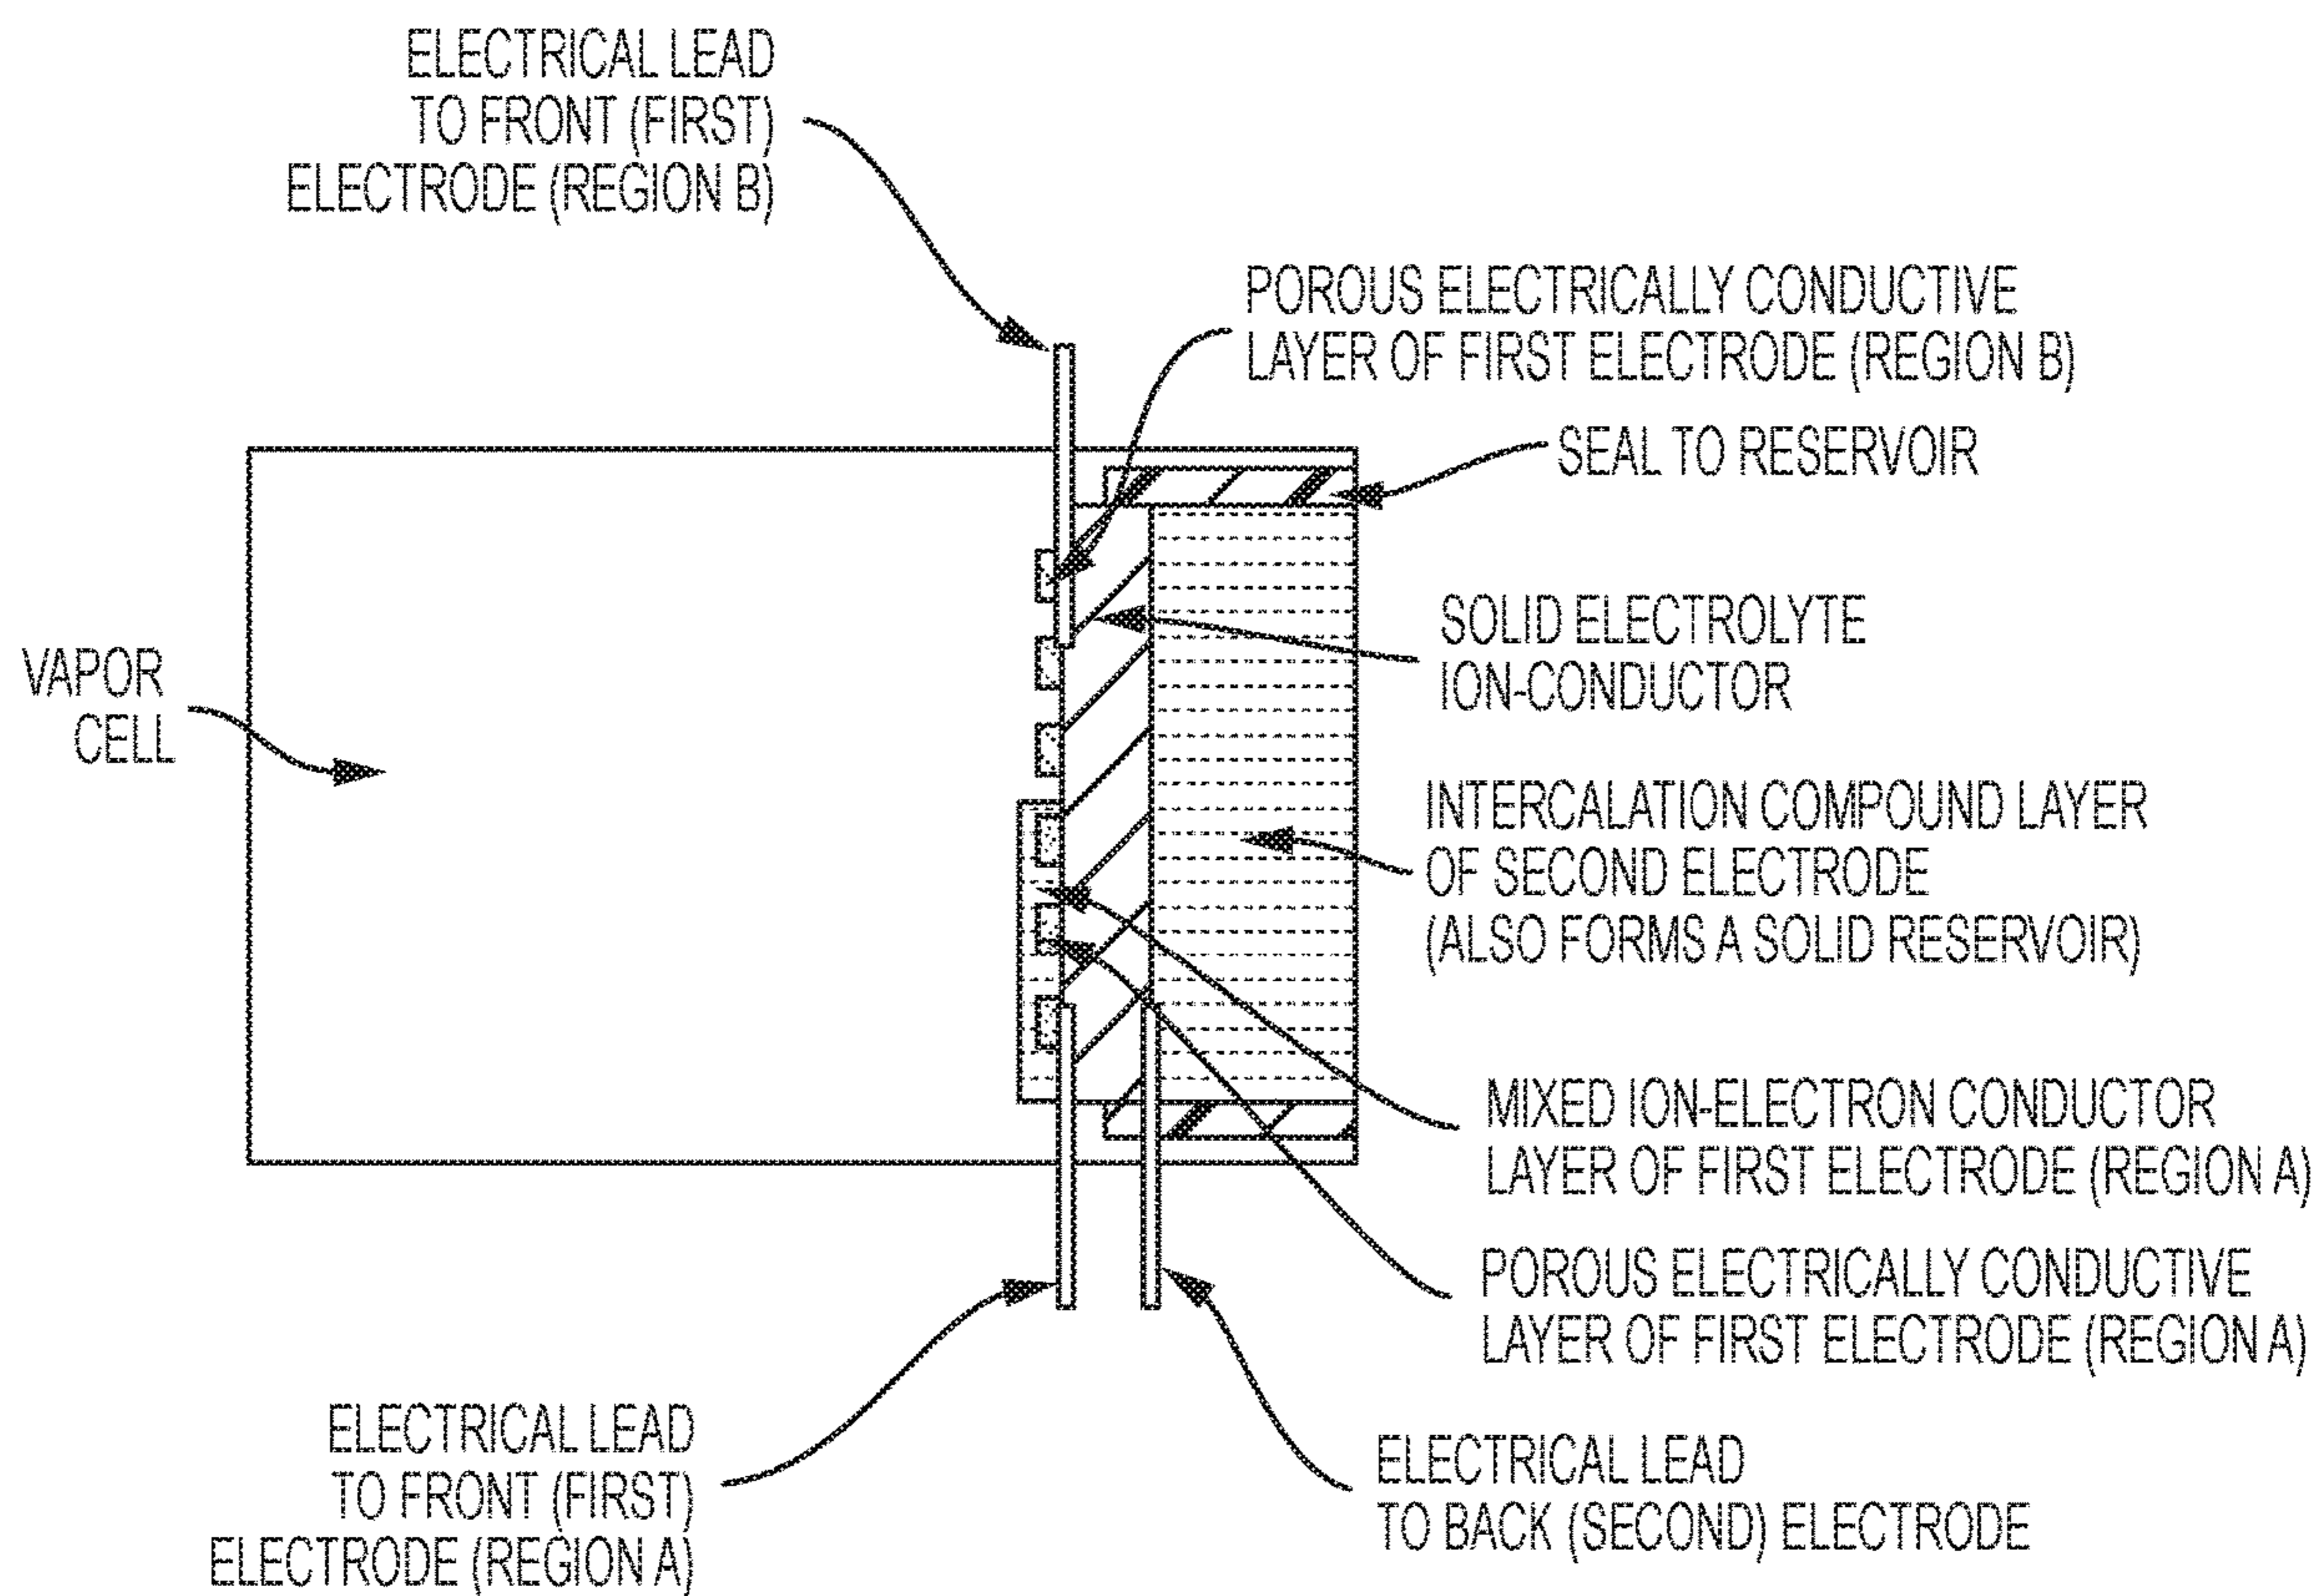 ELECTRICAL LEAD
TO FRONT (FIRST)
ELECTRODE (REGION B)
POROUS ELECTRICALLY CONDUCTIVE
LAYER OF FIRST ELECTRODE (REGION B)
SEAL TO RESERVOIR
SOLID ELECTROLYTE
ION-CONDUCTOR
VAPOR
CELL
INTERCALATION COMPOUND LAYER
OF SECOND ELECTRODE
(ALSO FORMS A SOLID RESERVOIR)
MIXED ION-ELECTRON CONDUCTOR
LAYER OF FIRST ELECTRODE (REGION A)
POROUS ELECTRICALLY CONDUCTIVE
LAYER OF FIRST ELECTRODE (REGION A)
ELECTRICAL LEAD
TO FRONT (FIRST)
ELECTRODE (REGION A)
ELECTRICAL LEAD
TO BACK (SECOND) ELECTRODE